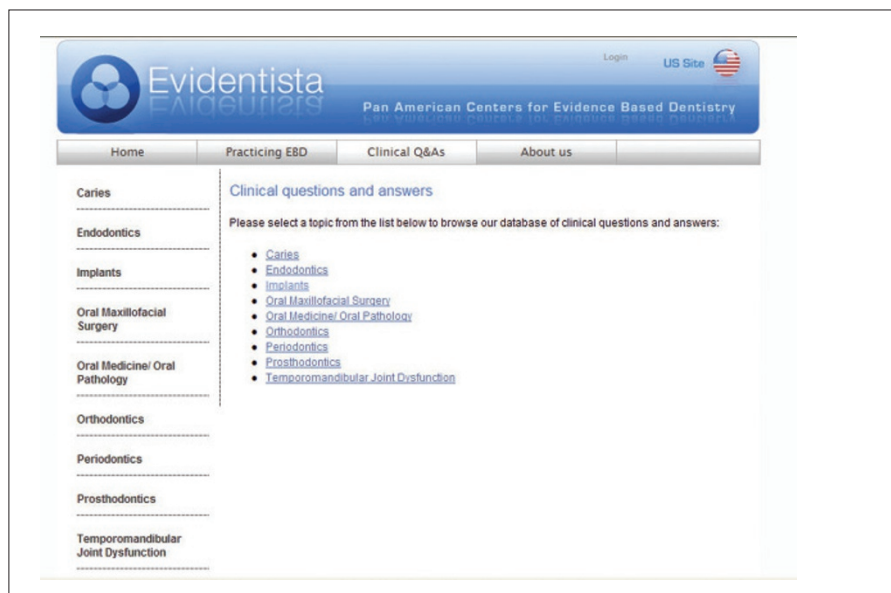 Evidentista
Login
US Site
Pan American Centers for Evidence Based Dentistry
Home
Practicing EBD
Clinical Q&As
About us
Caries
Endodontics
Implants
Oral Maxillofacial
Surgery
Oral Medicine/ Oral
Pathology
Orthodontics
Periodontics
Prosthodontics
Temporomandibular
Joint Dysfunction
Clinical questions and answers
Please select a topic from the list below to browse our database of clinical questions and answers:
Caries
Endodontics
Implants
Oral Maxillofacial Surgery
Oral Medicine/ Oral Pathology
Orthodontics
Periodontics
Prosthodontics
Temporomandibular Joint Dysfunction